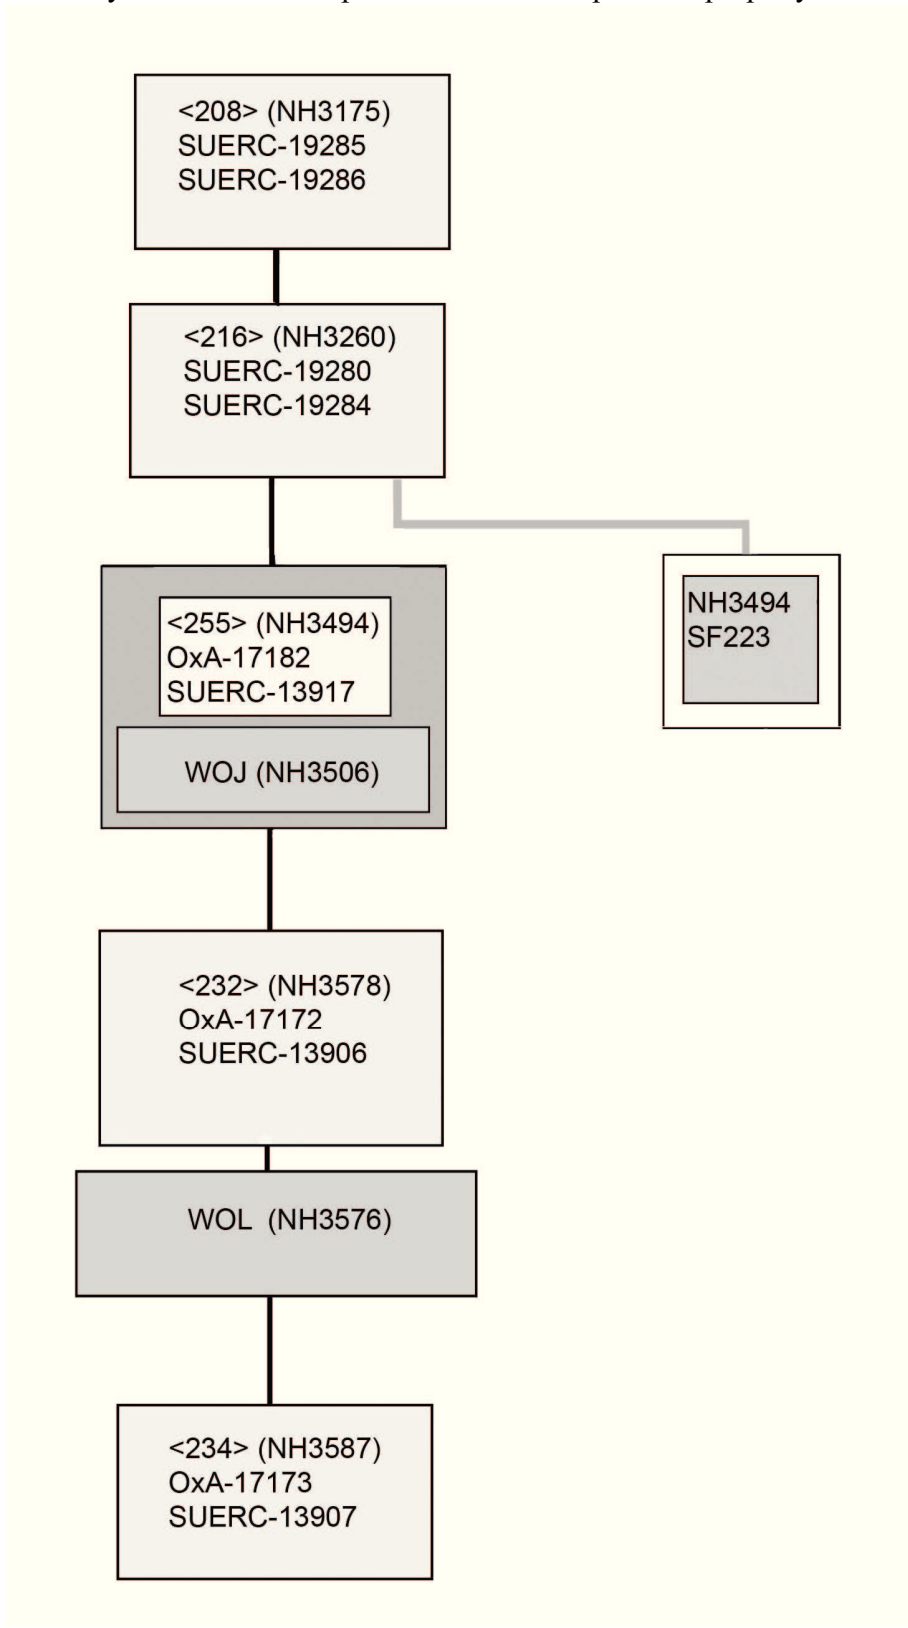 <208> (NH3175)
SUERC-19285
SUERC-19286
<216> (NH3260)
SUERC-19280
SUERC-19284
NH3494
SF223
<255> (NH3494)
OxA-17182
SUERC-13917
WOJ (NH3506)
<232> (NH3578)
OxA-17172
SUERC-13906
WOL (NH3576)
<234> (NH3587)
OxA-17173
SUERC-13907